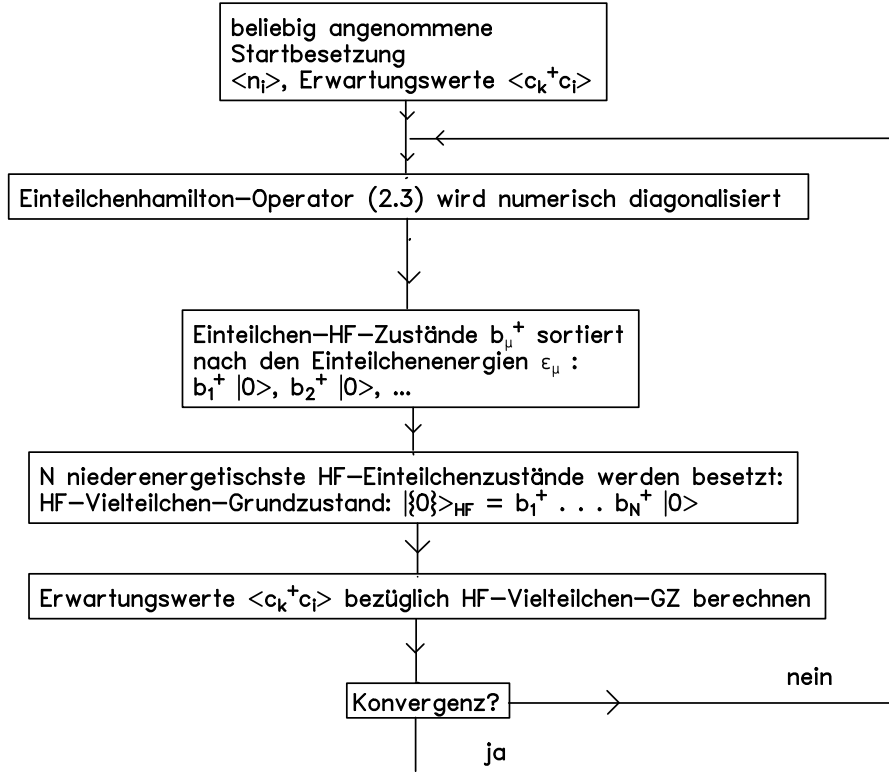 beliebig angenommene
Startbesetzung
<nᵢ>, Erwartungswerte <cₖ⁺cᵢ>
Einteilchenhamilton–Operator (2.3) wird numerisch diagonalisiert
Einteilchen–HF–Zustände b_μ⁺ sortiert
nach den Einteilchenenergien ε_μ :
b₁⁺ |0>, b₂⁺ |0>, ...
N niederenergetischste HF–Einteilchenzustände werden besetzt:
HF–Vielteilchen–Grundzustand: |{0}>_HF = b₁⁺ . . . b_N⁺ |0>
Erwartungswerte <cₖ⁺cᵢ> bezüglich HF–Vielteilchen–GZ berechnen
nein
Konvergenz?
ja